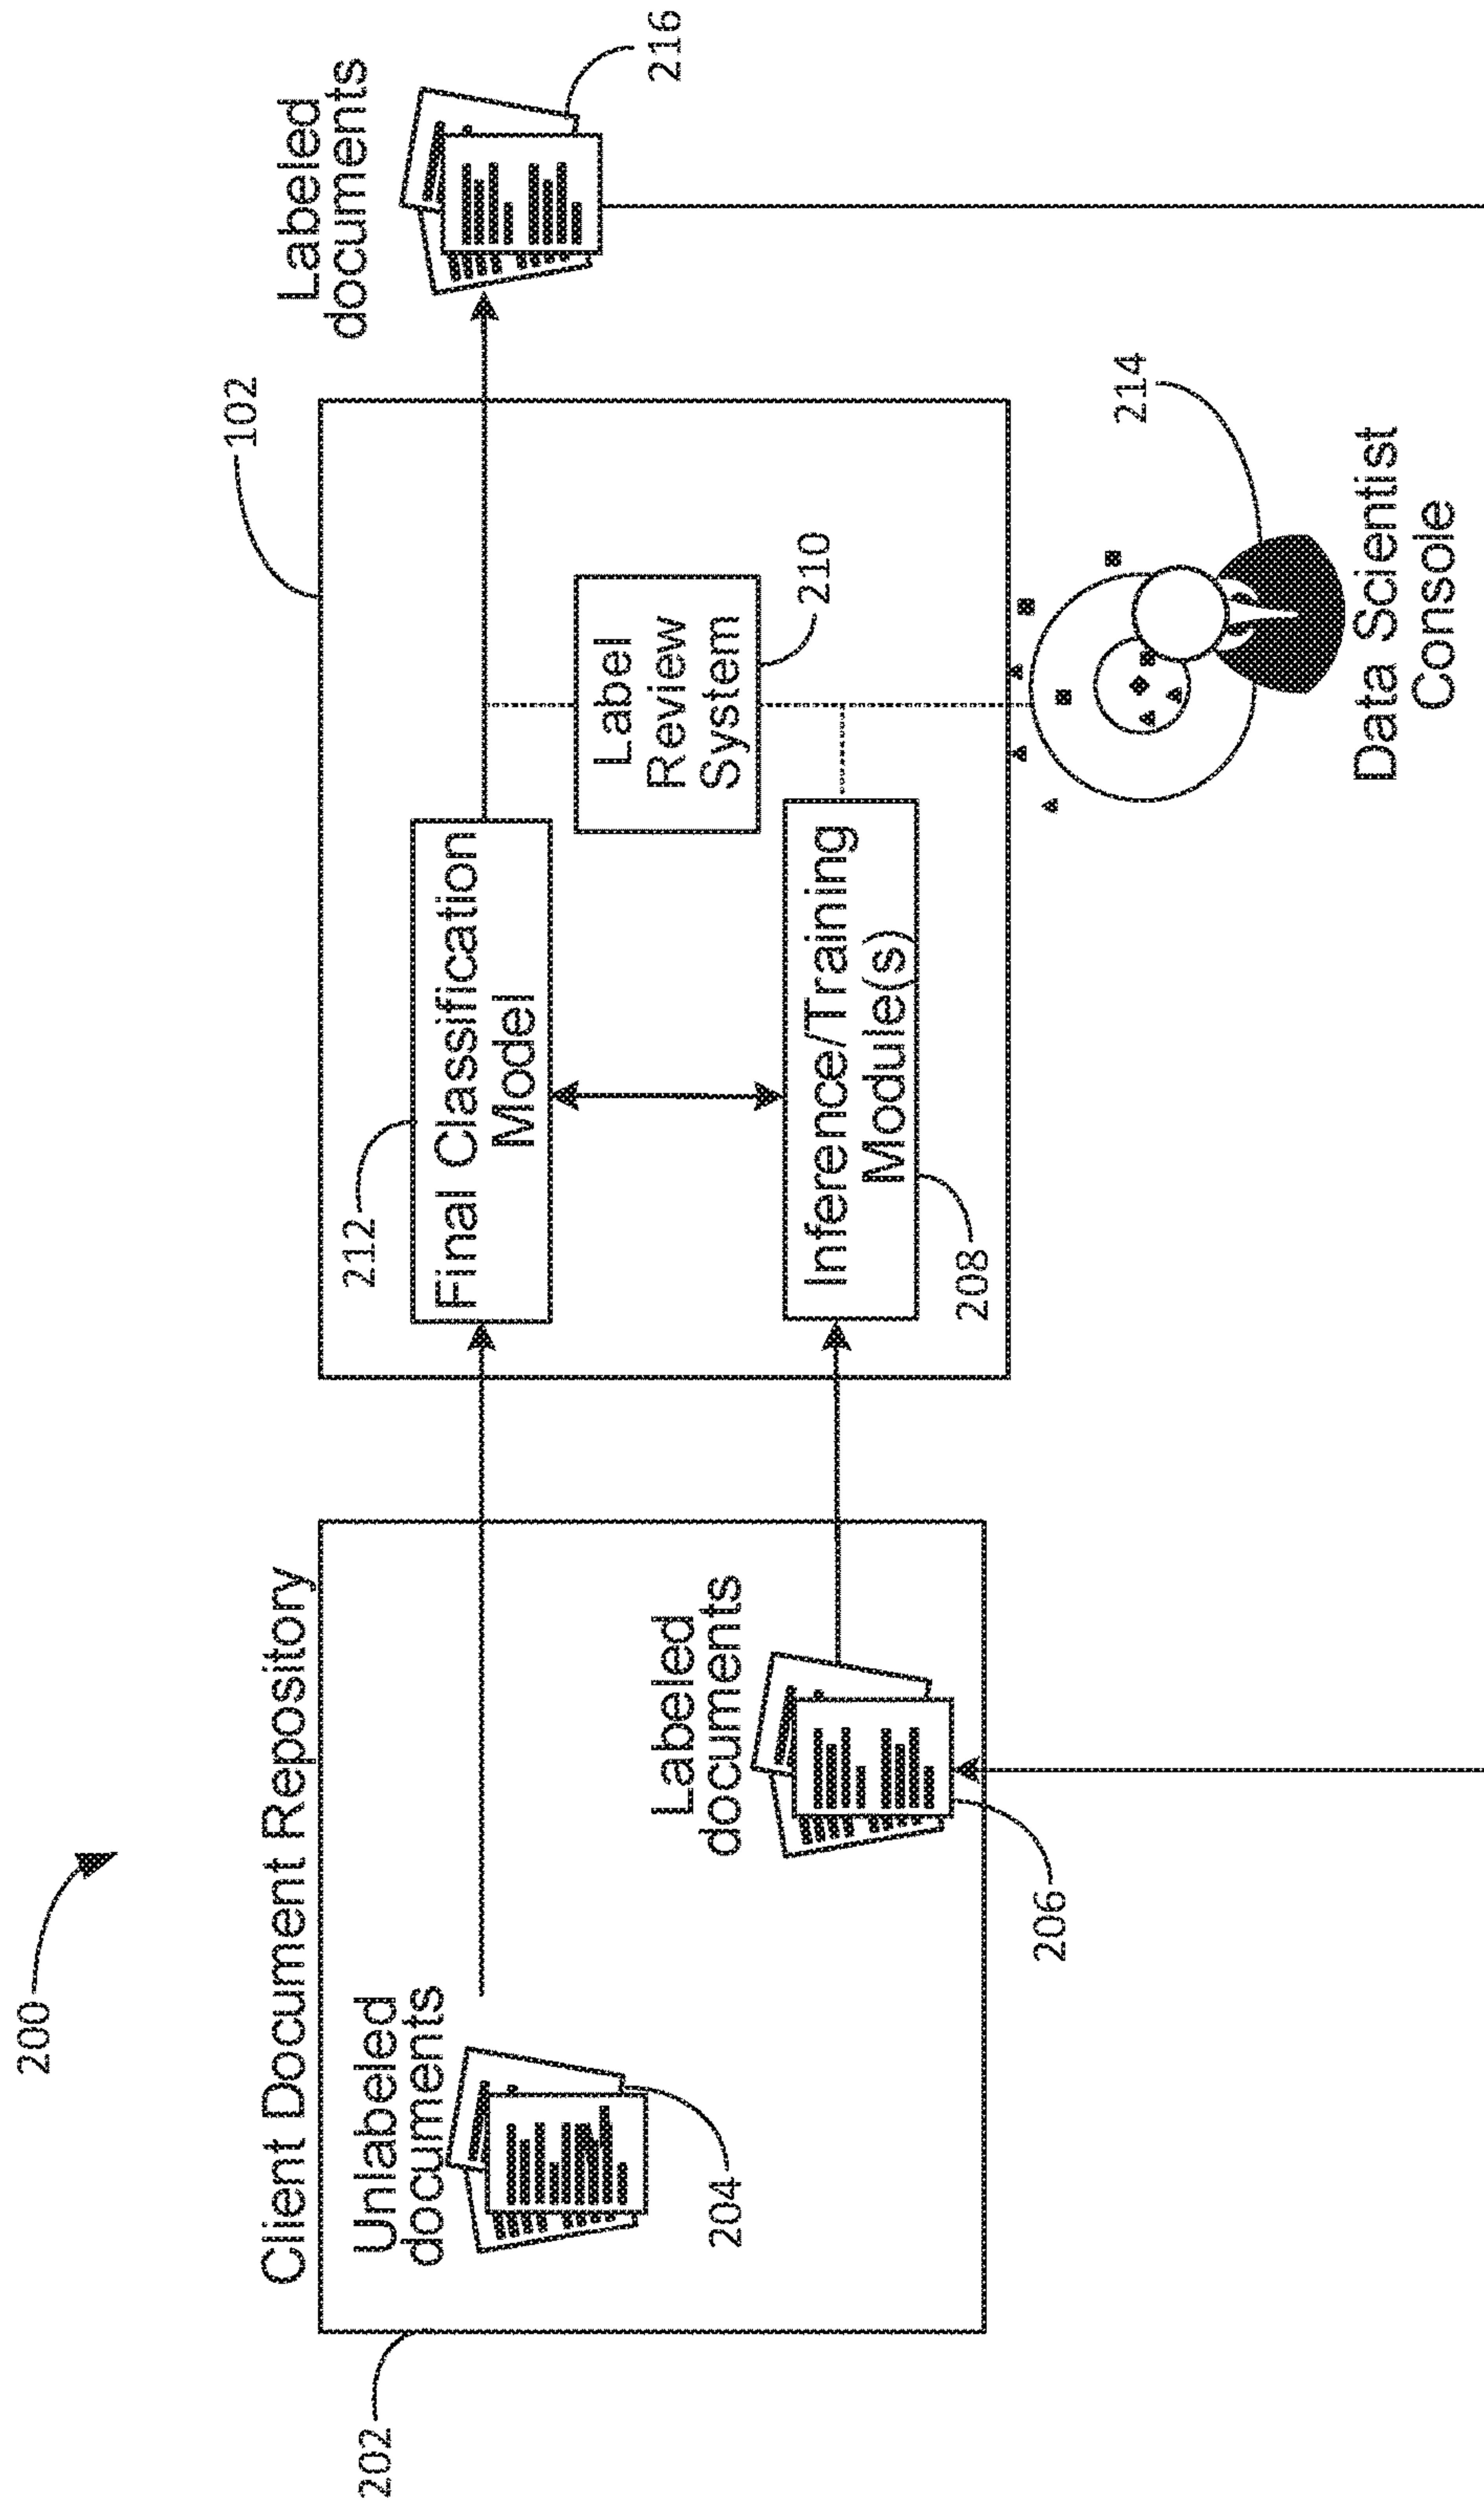 200
Client Document Repository
202
Unlabeled
documents
204
Labeled
documents
206
102
212
Final Classification
Model
Label
Review
System
210
Inference/Training
Module(s)
208
Labeled
documents
216
214
Data Scientist
Console